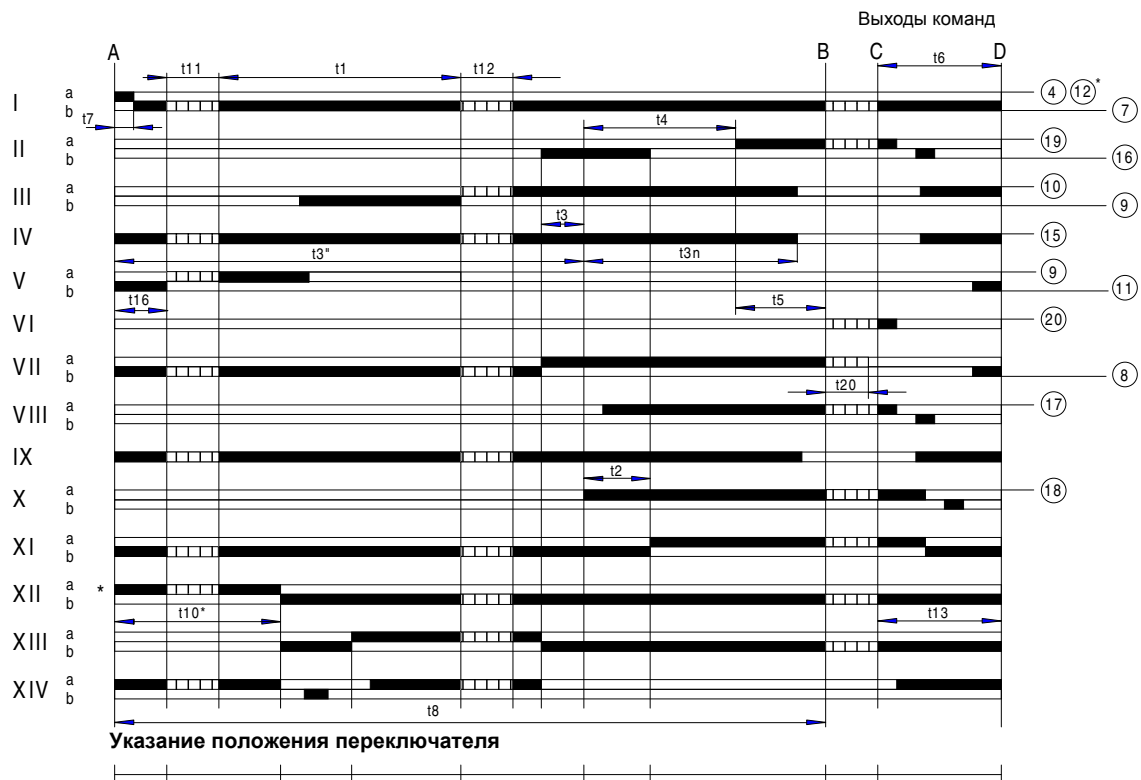 Выходы команд
A B C D
t11 t1 t12 t6
I a b 4 12* 7
t7 t4
II a b 19 16
III a b 10 9
t3
IV 15
t3" t3n
V a b 9 11
t16 t5
VI 20
VII a b 8
t20
VIII a b 17
IX
t2
X a b 18
XI a b
XII a b *
t10* t13
XIII a b
XIV a b
t8
Указание положения переключателя